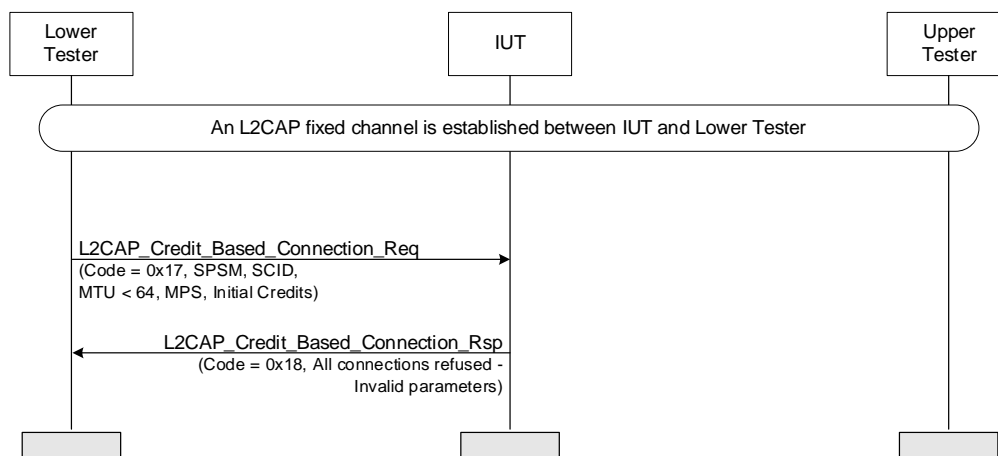 Lower
Tester
IUT
Upper
Tester
An L2CAP fixed channel is established between IUT and Lower Tester
L2CAP_Credit_Based_Connection_Req
(Code = 0x17, SPSM, SCID,
MTU < 64, MPS, Initial Credits)
L2CAP_Credit_Based_Connection_Rsp
(Code = 0x18, All connections refused -
Invalid parameters)